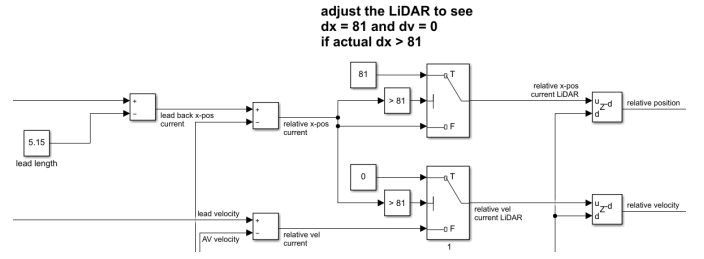 adjust the LiDAR to see
dx = 81 and dv = 0
if actual dx > 81
81
T
> 81
F
relative x-pos
current LiDAR
u
d
Z-d
relative position
+
−
lead back x-pos
current
+
−
relative x-pos
current
5.15
lead length
0
T
> 81
F
1
relative vel
current LiDAR
u
d
Z-d
relative velocity
lead velocity
AV velocity
+
−
relative vel
current